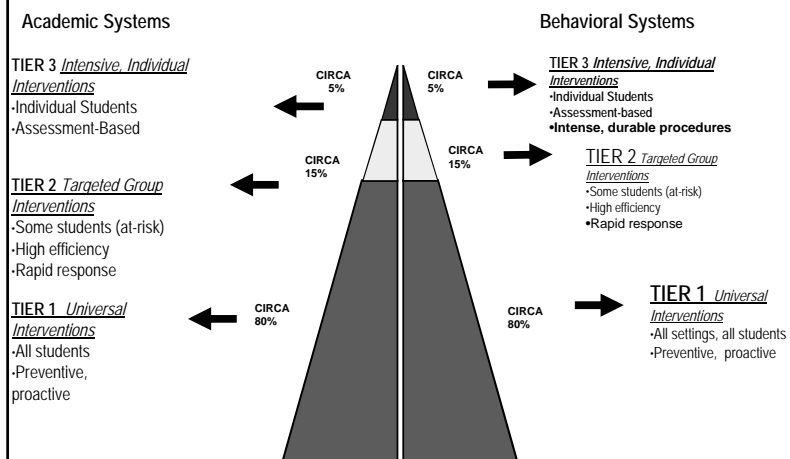 Academic Systems
TIER 3 Intensive, Individual
Interventions
•Individual Students
•Assessment-Based
TIER 2 Targeted Group
Interventions
•Some students (at-risk)
•High efficiency
•Rapid response
TIER 1 Universal
Interventions
•All students
•Preventive,
proactive
CIRCA
5%
CIRCA
15%
CIRCA
80%
Behavioral Systems
CIRCA
5%
CIRCA
15%
CIRCA
80%
TIER 3 Intensive, Individual
Interventions
•Individual Students
•Assessment-based
•Intense, durable procedures
TIER 2 Targeted Group
Interventions
•Some students (at-risk)
•High efficiency
•Rapid response
TIER 1 Universal
Interventions
•All settings, all students
•Preventive, proactive